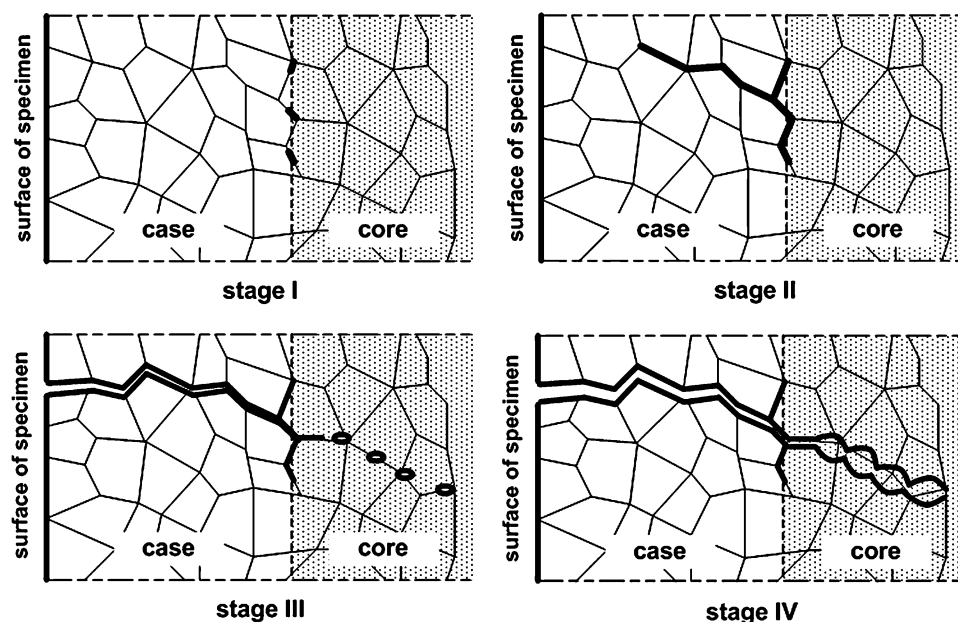 surface of specimen
case
core
stage I
surface of specimen
case
core
stage II
surface of specimen
case
core
stage III
surface of specimen
case
core
stage IV